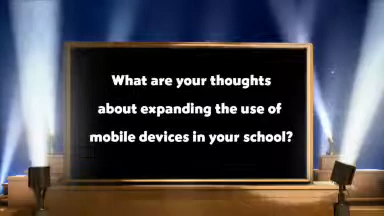 What are your thoughts
about expanding the use of
mobile devices in your school?